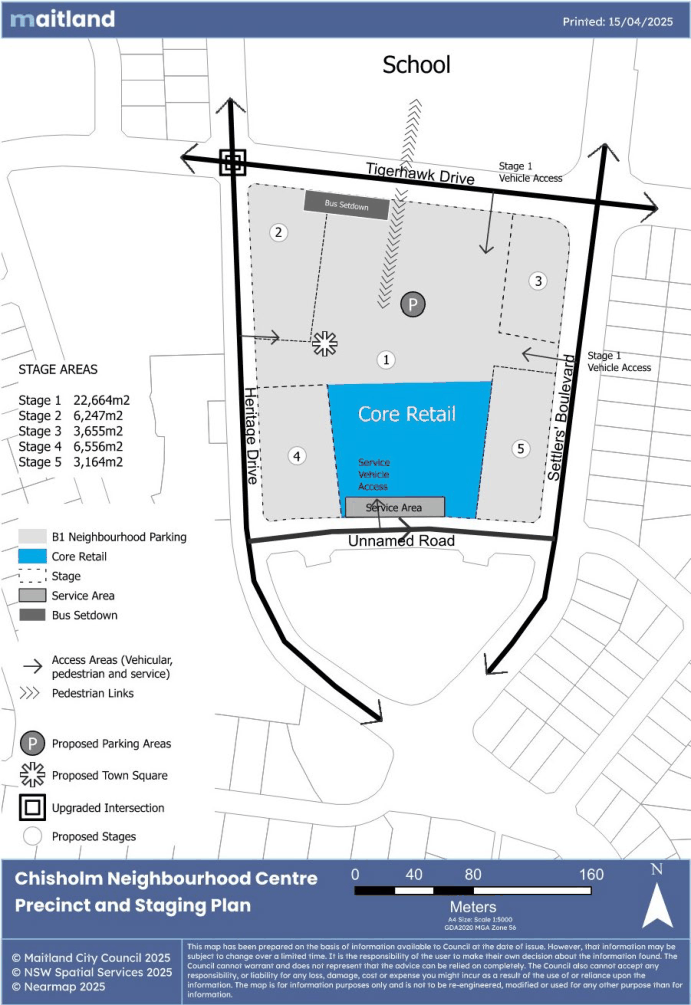 maitland
Printed: 15/04/2025
School
Tigerhawk Drive
Stage 1
Vehicle Access
Bus Setdown
2
3
P
1
Stage 1
Vehicle Access
STAGE AREAS
Stage 1 22,664m2
Stage 2 6,247m2
Stage 3 3,655m2
Stage 4 6,556m2
Stage 5 3,164m2
Heritage Drive
Settlers' Boulevard
Core Retail
4
5
Service
Vehicle
Access
Service Area
Unnamed Road
B1 Neighbourhood Parking
Core Retail
Stage
Service Area
Bus Setdown
Access Areas (Vehicular,
pedestrian and service)
Pedestrian Links
P Proposed Parking Areas
Proposed Town Square
Upgraded Intersection
Proposed Stages
Chisholm Neighbourhood Centre
Precinct and Staging Plan
0 40 80 160
Meters
A4 Size: Scale 1:5000
GDA2020 MGA Zone 56
N
© Maitland City Council 2025
© NSW Spatial Services 2025
© Nearmap 2025
This map has been prepared on the basis of information available to Council at the date of issue. However, that information may be
subject to change over a limited time. It is the responsibility of the user to make their own decision about the information found. The
Council cannot warrant and does not represent that the advice can be relied on completely. The Council also cannot accept any
responsibility, or liability for any loss, damage, cost or expense you might incur as a result of the use of or reliance upon the
information. The map is for information purposes only and is not to be re-engineered, modified or used for any other purpose than for
information.